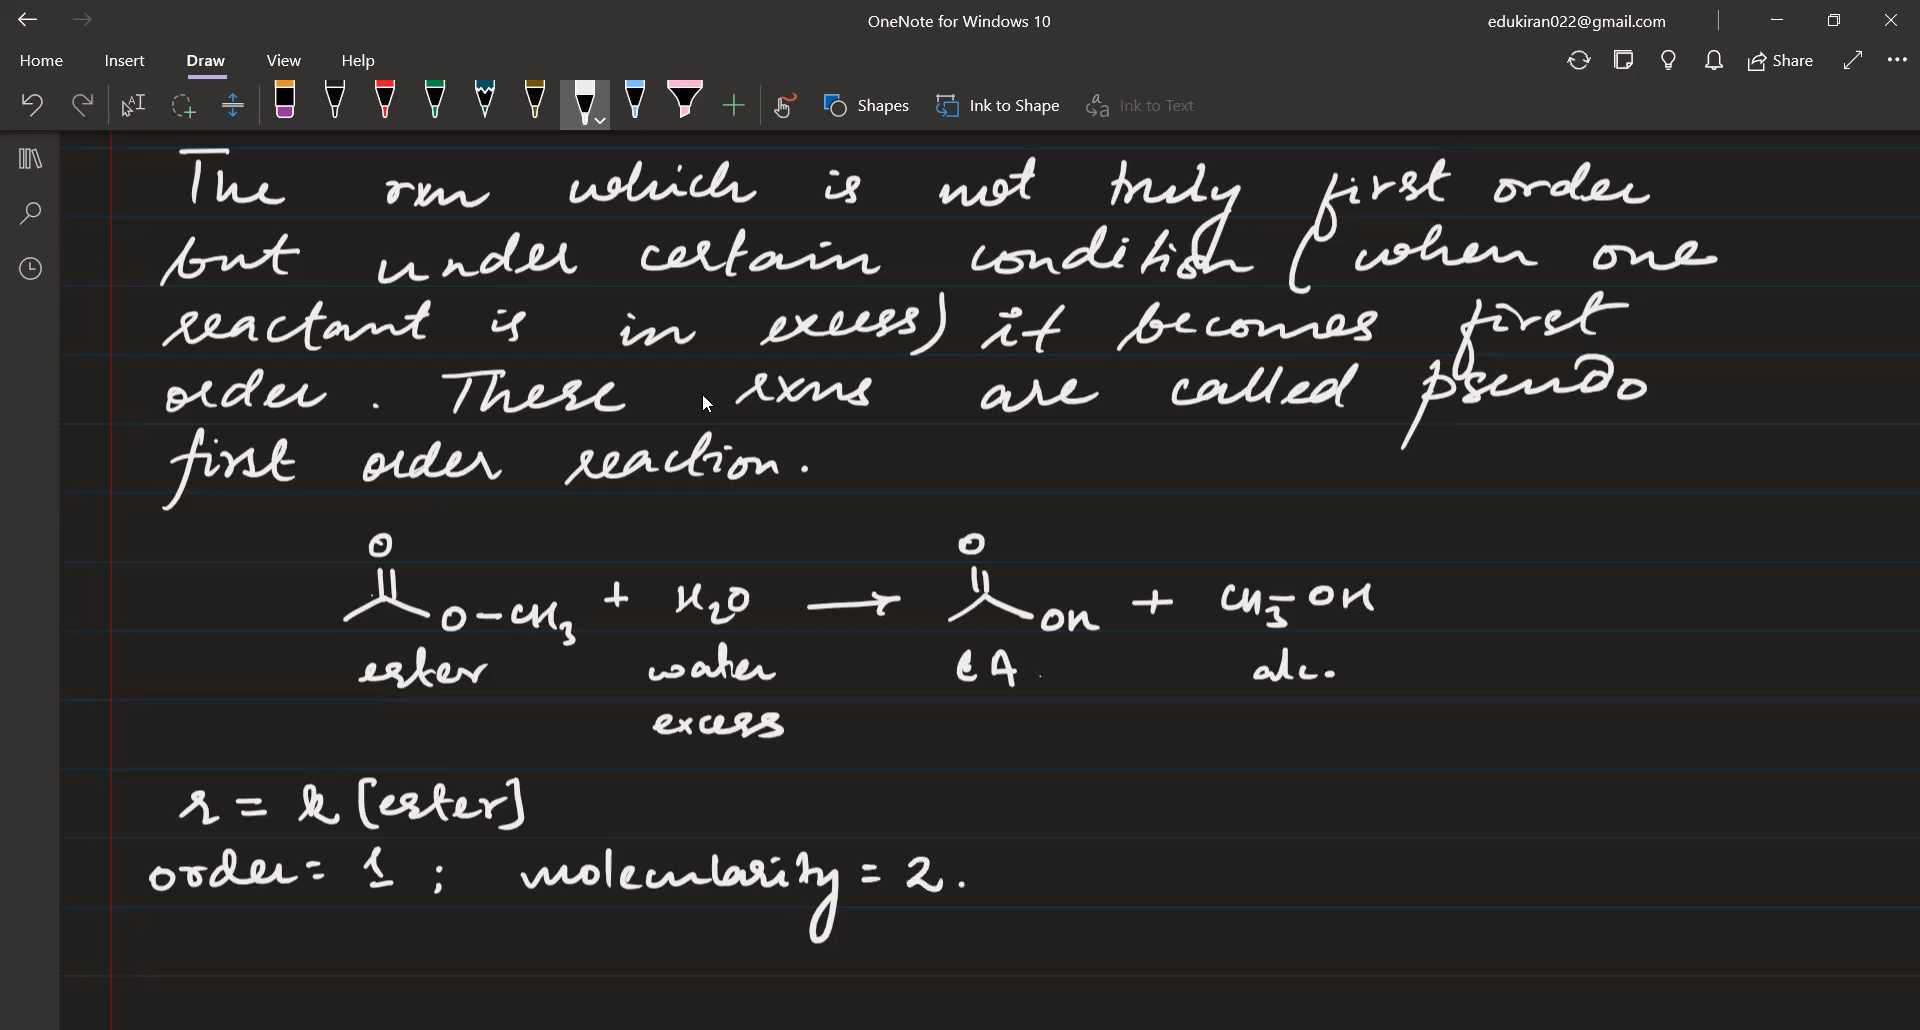 OneNote for Windows 10
edukiran022@gmail.com
Home Insert Draw View Help
Share
Shapes Ink to Shape Ink to Text
The rxn which is not truly first order
but under certain condition ( when one
reactant is in excess) it becomes first
order . These rxns are called pseudo
first order reaction .
O O
O-CH3 + H2O → OH + CH3-OH
ester water CA . alc.
excess
r = k [ester]
order = 1 ; molecularity = 2 .